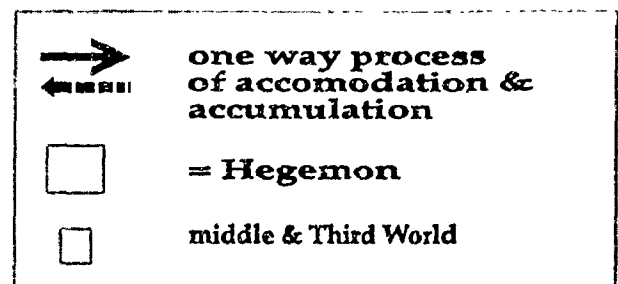 one way process
of accomodation &
accumulation
= Hegemon
middle & Third World